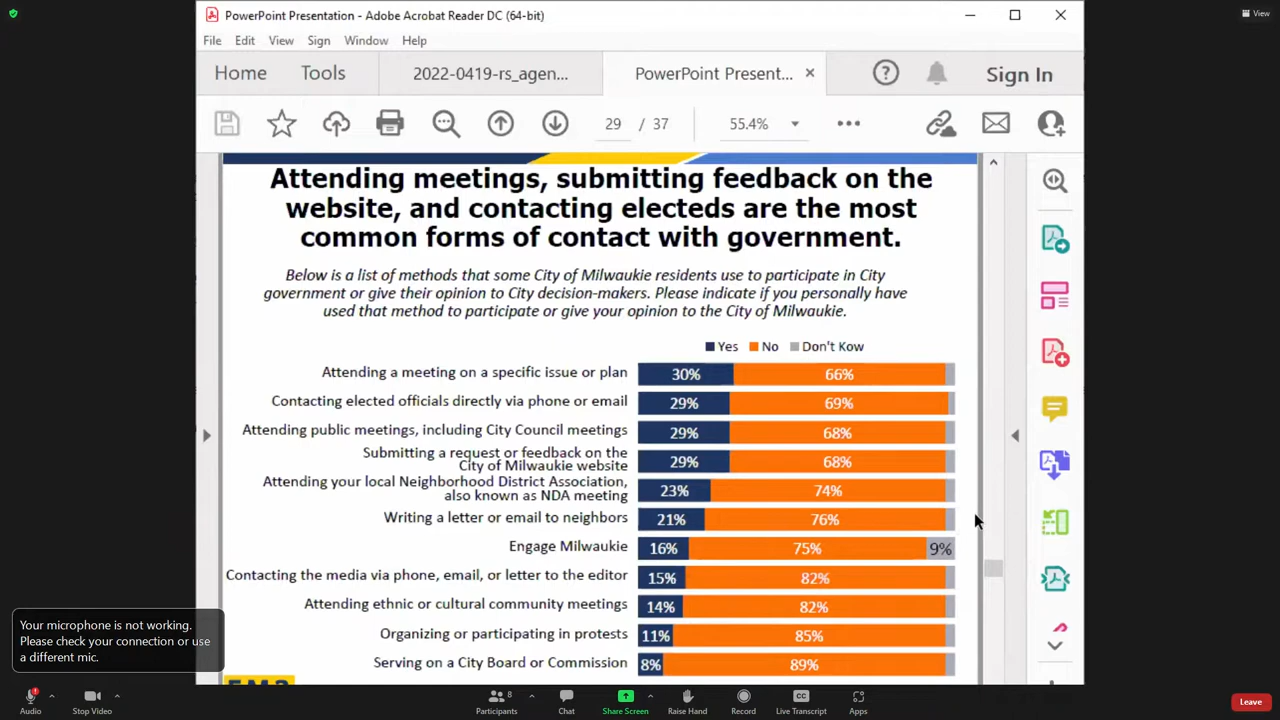 PowerPoint Presentation - Adobe Acrobat Reader DC (64-bit)
View
File Edit View Sign Window Help
Home Tools 2022-0419-rs_agen... PowerPoint Present... × Sign In
29 / 37 55.4%
Attending meetings, submitting feedback on the
website, and contacting electeds are the most
common forms of contact with government.
Below is a list of methods that some City of Milwaukie residents use to participate in City
government or give their opinion to City decision-makers. Please indicate if you personally have
used that method to participate or give your opinion to the City of Milwaukie.
Yes No Don't Kow
Attending a meeting on a specific issue or plan 30% 66%
Contacting elected officials directly via phone or email 29% 69%
Attending public meetings, including City Council meetings 29% 68%
Submitting a request or feedback on the
City of Milwaukie website 29% 68%
Attending your local Neighborhood District Association,
also known as NDA meeting 23% 74%
Writing a letter or email to neighbors 21% 76%
Engage Milwaukie 16% 75% 9%
Contacting the media via phone, email, or letter to the editor 15% 82%
Attending ethnic or cultural community meetings 14% 82%
Organizing or participating in protests 11% 85%
Serving on a City Board or Commission 8% 89%
Your microphone is not working.
Please check your connection or use
a different mic.
Audio Stop Video Participants 8 Chat Share Screen Raise Hand Record CC Live Transcript Apps Leave